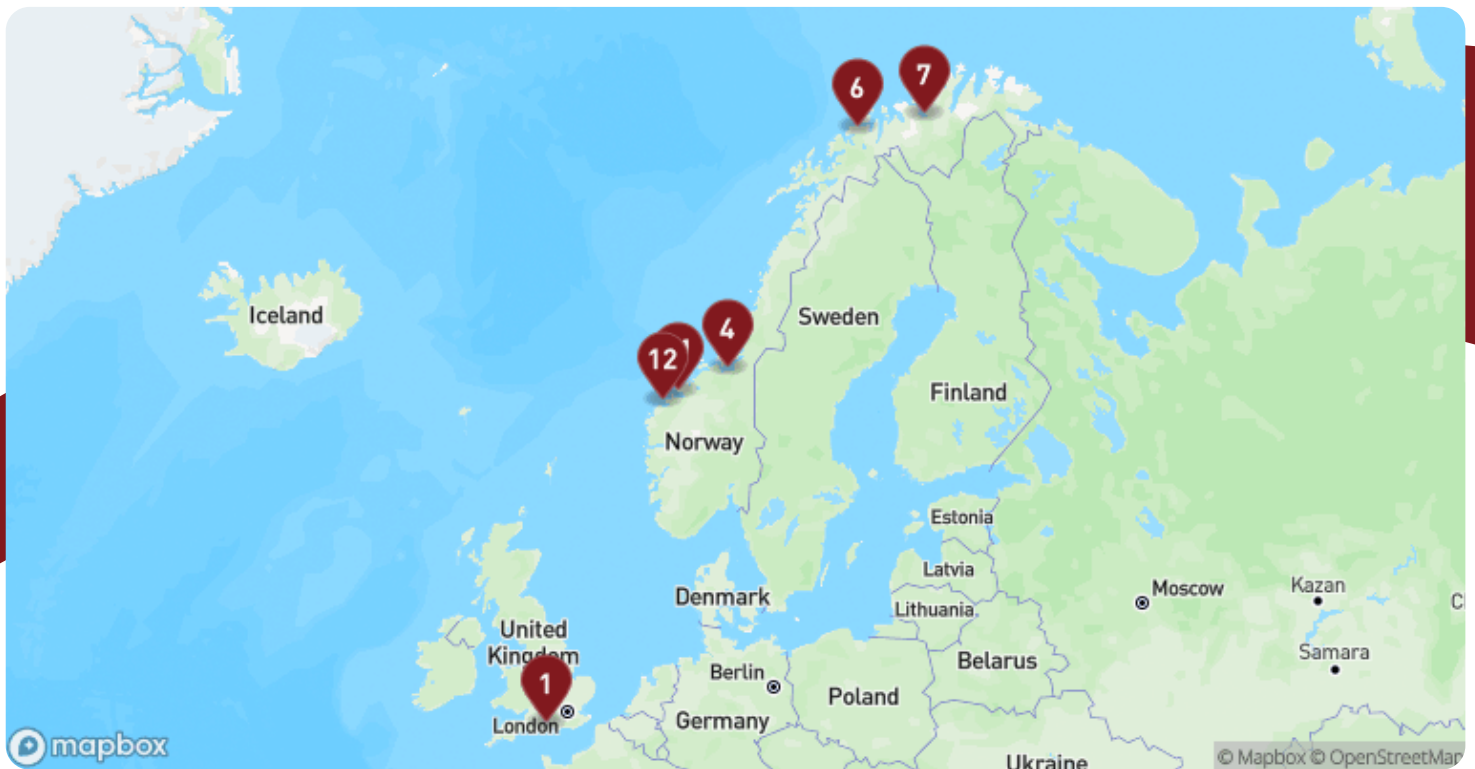 7
6
Iceland
Sweden
4
12
Finland
Norway
Estonia
Latvia
Denmark
Lithuania
Moscow
Kazan
United
Kingdom
Belarus
Samara
Berlin
1
Poland
London
Germany
mapbox
© Mapbox © OpenStreetMap
Ukraine